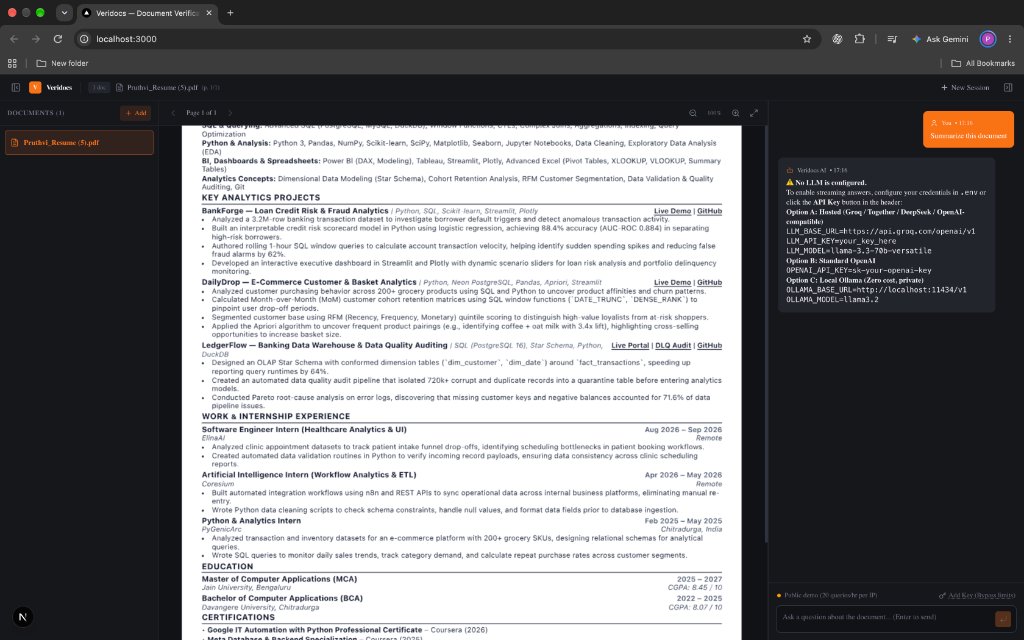 Veridocs — Document Verific
localhost:3000
Ask Gemini
P
New folder
All Bookmarks
V
Veridocs
1 doc
Pruthvi_Resume (5).pdf
(p. 1/1)
New Session
DOCUMENTS (1)
+ Add
Page 1 of 1
101%
Pruthvi_Resume (5).pdf
Optimization
Python & Analysis: Python 3, Pandas, NumPy, Scikit-learn, SciPy, Matplotlib, Seaborn, Jupyter Notebooks, Data Cleaning, Exploratory Data Analysis
(EDA)
BI, Dashboards & Spreadsheets: Power BI (DAX, Modeling), Tableau, Streamlit, Plotly, Advanced Excel (Pivot Tables, XLOOKUP, VLOOKUP, Summary
Tables)
Analytics Concepts: Dimensional Data Modeling (Star Schema), Cohort Retention Analysis, RFM Customer Segmentation, Data Validation & Quality
Auditing, Git
KEY ANALYTICS PROJECTS
BankForge — Loan Credit Risk & Fraud Analytics | Python, SQL, Scikit-learn, Streamlit, Plotly Live Demo | GitHub
• Analyzed a 3.2M-row banking transaction dataset to investigate borrower default triggers and detect anomalous transaction activity.
• Built an interpretable credit risk scorecard model in Python using logistic regression, achieving 88.4% accuracy (AUC-ROC 0.884) in separating
high-risk borrowers.
• Authored rolling 1-hour SQL window queries to calculate account transaction velocity, helping identify sudden spending spikes and reducing false
fraud alerts by 62%.
• Developed an interactive executive dashboard in Streamlit and Plotly with dynamic scenario sliders for loan risk analysis and portfolio delinquency
monitoring.
DailyDrop — E-Commerce Customer & Basket Analytics | Python, Neon PostgreSQL, Pandas, Apriori, Streamlit Live Demo | GitHub
• Analyzed customer purchasing behavior across 200+ grocery products using SQL and Python to uncover product affinities and churn patterns.
• Calculated Month-over-Month (MoM) customer cohort retention matrices using SQL window functions (`DATE_TRUNC`, `DENSE_RANK`) to
pinpoint user drop-off periods.
• Segmented customer base using RFM (Recency, Frequency, Monetary) quintile scoring to distinguish high-value loyalists from at-risk shoppers.
• Applied the Apriori algorithm to uncover frequent product pairings (e.g., identifying coffee + oat milk with 3.4x lift), highlighting cross-selling
opportunities to increase basket size.
LedgerFlow — Banking Data Warehouse & Data Quality Auditing | SQL (PostgreSQL 16), Star Schema, Python, Live Portal | DLQ Audit | GitHub
DuckDB
• Designed an OLAP Star Schema with conformed dimension tables (`dim_customer`, `dim_date`) around `fact_transactions`, speeding up
reporting query runtimes by 64%.
• Created an automated data quality audit pipeline that isolated 720k+ corrupt and duplicate records into a quarantine table before entering analytics
models.
• Conducted Pareto root-cause analysis on error logs, discovering that missing customer keys and negative balances accounted for 71.6% of data
pipeline issues.
WORK & INTERNSHIP EXPERIENCE
Software Engineer Intern (Healthcare Analytics & UI) Aug 2026 – Sep 2026
ElinaAI Remote
• Analyzed clinic appointment datasets to track patient intake funnel drop-offs, identifying scheduling bottlenecks in patient booking workflows.
• Created automated data validation routines in Python to verify incoming record payloads, ensuring data consistency across clinic scheduling
reports.
Artificial Intelligence Intern (Workflow Analytics & ETL) Apr 2026 – May 2026
Coresium Remote
• Built automated integration workflows using n8n and REST APIs to sync operational data across internal business platforms, eliminating manual re-
entry.
• Wrote Python data cleaning scripts to check schema constraints, handle null values, and format data fields prior to database ingestion.
Python & Analytics Intern Feb 2025 – May 2025
PyGenicArc Chitradurga, India
• Analyzed transaction and inventory datasets for an e-commerce platform with 200+ grocery SKUs, designing relational schemas for analytical
queries.
• Wrote SQL queries to monitor daily sales trends, track category demand, and calculate repeat purchase rates across customer segments.
EDUCATION
Master of Computer Applications (MCA) 2025 – 2027
Jain University, Bengaluru CGPA: 8.45 / 10
Bachelor of Computer Applications (BCA) 2022 – 2025
Davangere University, Chitradurga CGPA: 8.07 / 10
CERTIFICATIONS
• Google IT Automation with Python Professional Certificate – Coursera (2026)
You • 17:16
Summarize this document
Veridocs AI • 17:16
⚠ No LLM is configured.
To enable streaming answers, configure your credentials in .env or
click the API Key button in the header:
Option A: Hosted (Groq / Together / DeepSeek / OpenAI-
compatible)
LLM_BASE_URL=https://api.groq.com/openai/v1
LLM_API_KEY=your_key_here
LLM_MODEL=llama-3.3-70b-versatile
Option B: Standard OpenAI
OPENAI_API_KEY=sk-your-openai-key
Option C: Local Ollama (Zero cost, private)
OLLAMA_BASE_URL=http://localhost:11434/v1
OLLAMA_MODEL=llama3.2
Public demo (20 queries/hr per IP)
Add Key (Bypass limits)
Ask a question about the document... (Enter to send)
N